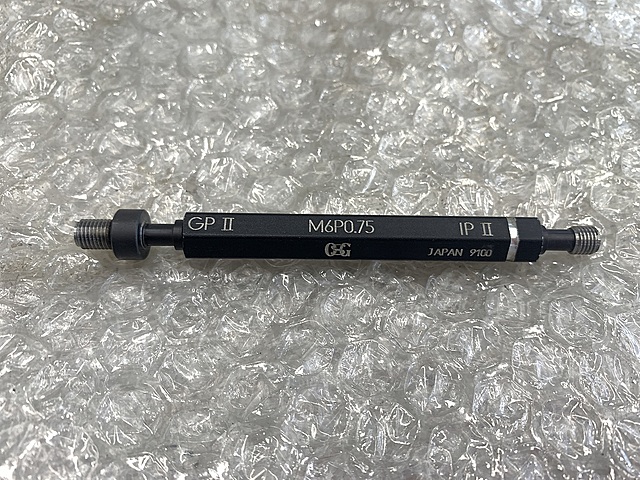 GP II M6P0.75 IP II
OSG JAPAN 9100